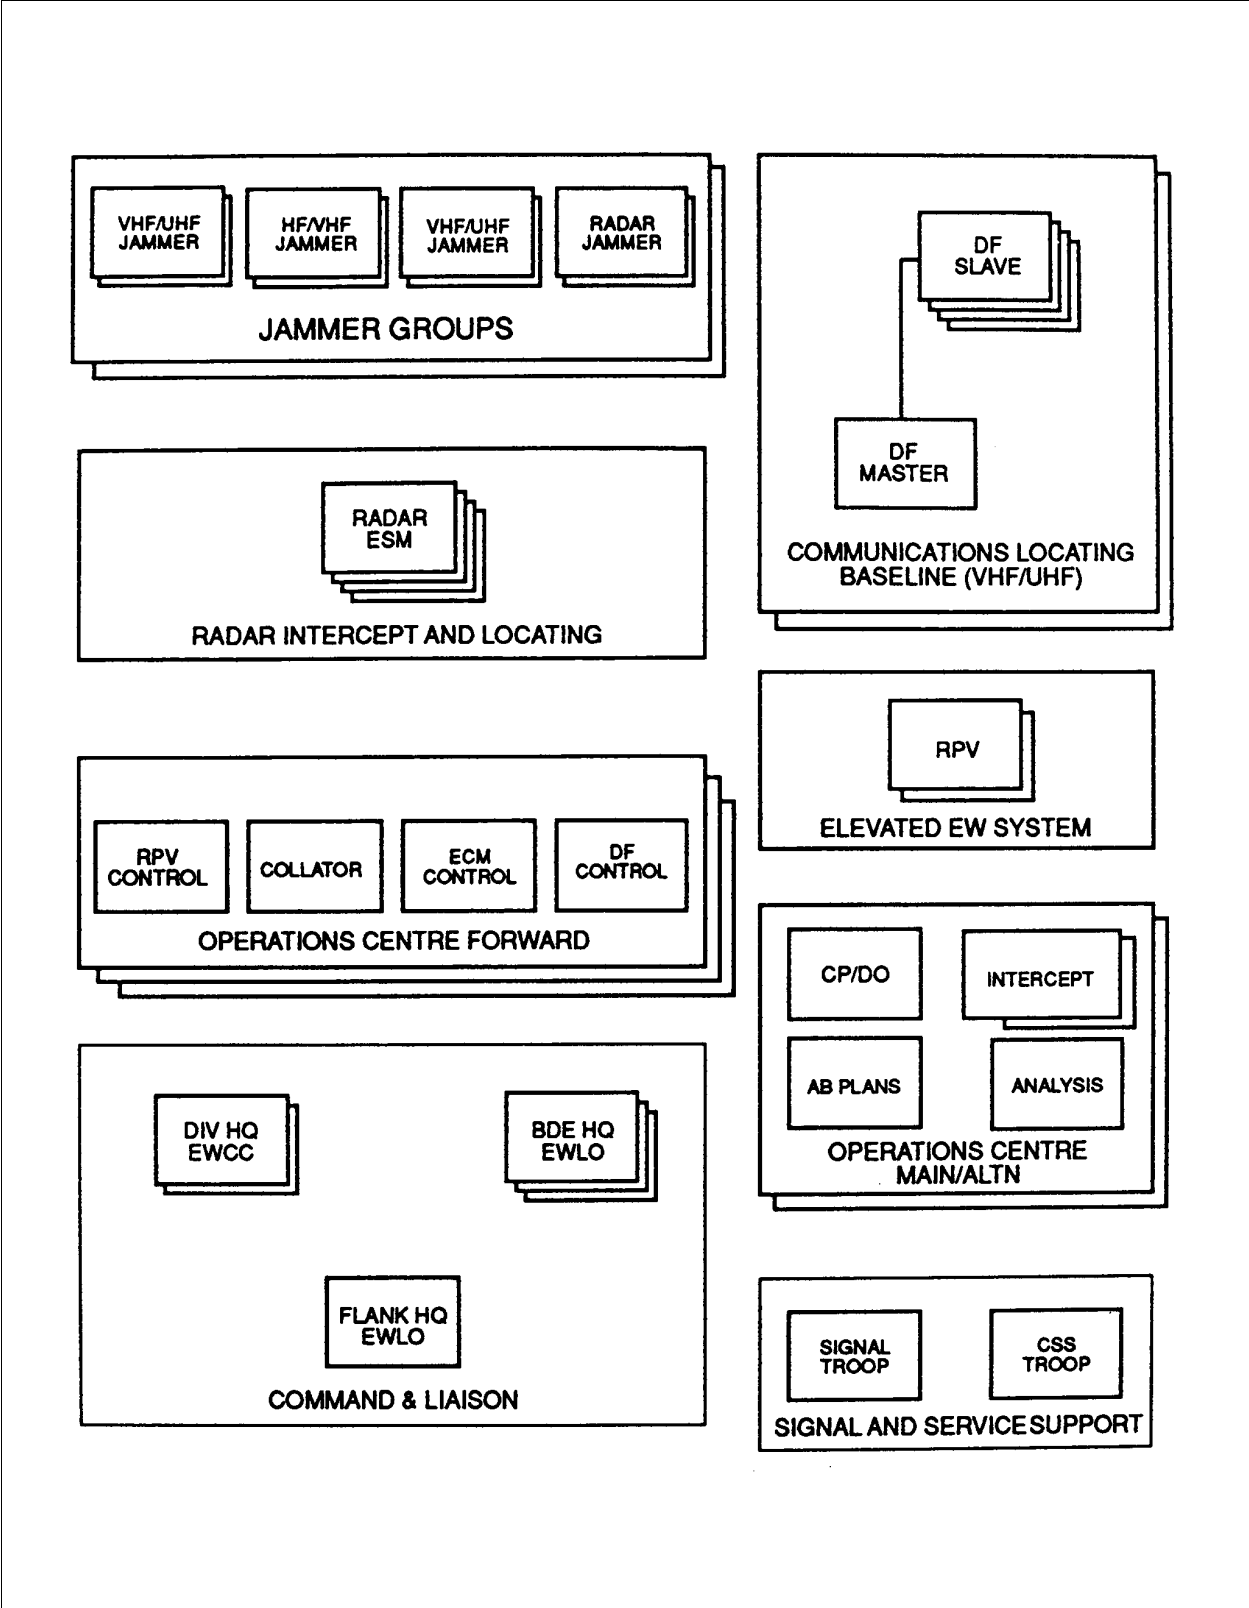 VHF/UHF
JAMMER
HF/VHF
JAMMER
VHF/UHF
JAMMER
RADAR
JAMMER
JAMMER GROUPS
DF
SLAVE
DF
MASTER
COMMUNICATIONS LOCATING
BASELINE (VHF/UHF)
RADAR
ESM
RADAR INTERCEPT AND LOCATING
RPV
ELEVATED EW SYSTEM
RPV
CONTROL
COLLATOR
ECM
CONTROL
DF
CONTROL
OPERATIONS CENTRE FORWARD
CP/DO
INTERCEPT
AB PLANS
ANALYSIS
OPERATIONS CENTRE
MAIN/ALTN
DIV HQ
EWCC
BDE HQ
EWLO
FLANK HQ
EWLO
COMMAND & LIAISON
SIGNAL
TROOP
CSS
TROOP
SIGNAL AND SERVICE SUPPORT